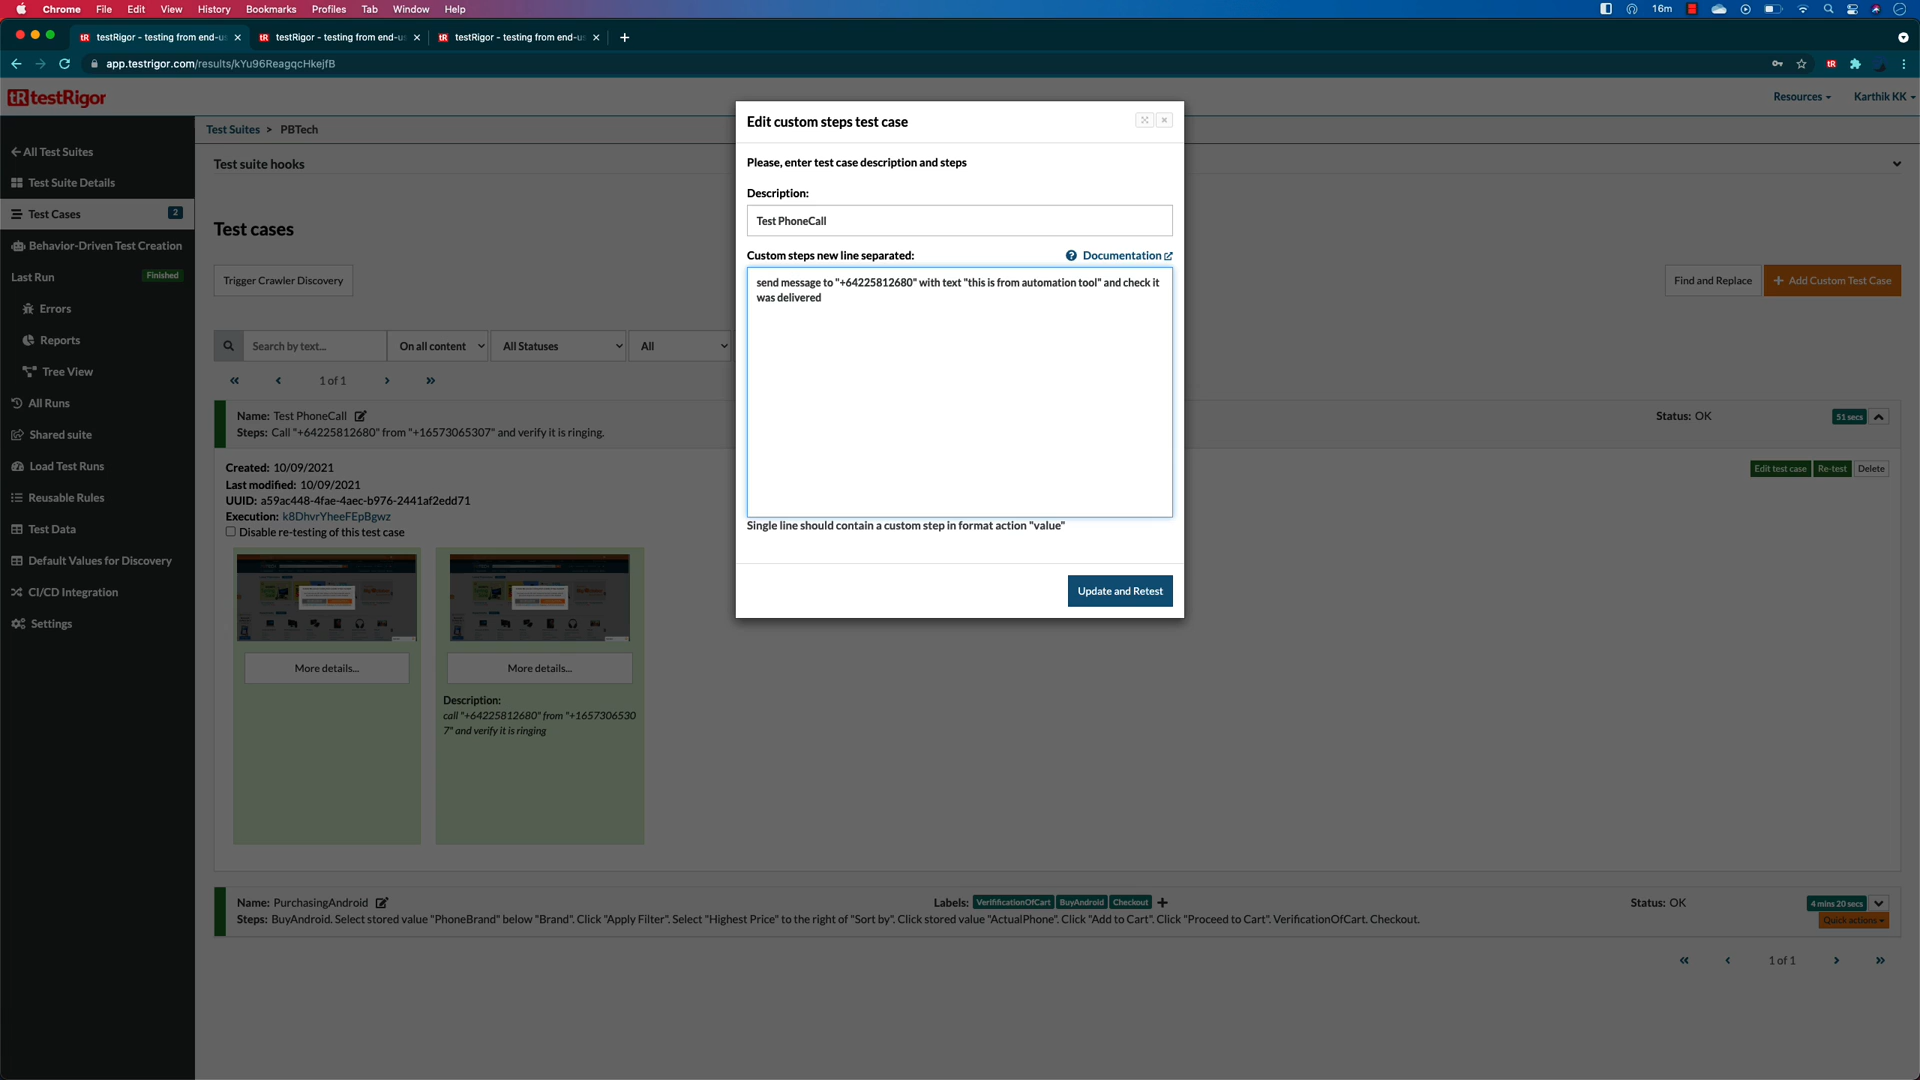 Chrome File Edit View History Bookmarks Profiles Tab Window Help 16m
tR testRigor - testing from end-u
tR testRigor - testing from end-u
tR testRigor - testing from end-u
app.testrigor.com/results/kYu96ReagqcHkejfB
tR testRigor
Resources
Karthik KK
Test Suites > PBTech
All Test Suites
Test Suite Details
Test Cases 2
Behavior-Driven Test Creation
Last Run Finished
Errors
Reports
Tree View
All Runs
Shared suite
Load Test Runs
Reusable Rules
Test Data
Default Values for Discovery
CI/CD Integration
Settings
Test suite hooks
Test cases
Trigger Crawler Discovery
Find and Replace
+ Add Custom Test Case
Search by text...
On all content
All Statuses
All
« ‹ 1 of 1 › »
Name: Test PhoneCall
Steps: Call "+64225812680" from "+16573065307" and verify it is ringing.
Status: OK
51 secs
Created: 10/09/2021
Last modified: 10/09/2021
UUID: a59ac448-4fae-4aec-b976-2441af2edd71
Execution: k8DhvrYheeFEpBgwz
Disable re-testing of this test case
Edit test case
Re-test
Delete
More details...
More details...
Description:
call "+64225812680" from "+1657306530
7" and verify it is ringing
Edit custom steps test case
Please, enter test case description and steps
Description:
Test PhoneCall
Custom steps new line separated:
Documentation
send message to "+64225812680" with text "this is from automation tool" and check it
was delivered
Single line should contain a custom step in format action "value"
Update and Retest
Name: PurchasingAndroid
Labels: VerifificationOfCart BuyAndroid Checkout +
Status: OK
4 mins 20 secs
Steps: BuyAndroid. Select stored value "PhoneBrand" below "Brand". Click "Apply Filter". Select "Highest Price" to the right of "Sort by". Click stored value "ActualPhone". Click "Add to Cart". Click "Proceed to Cart". VerificationOfCart. Checkout.
Quick actions
« ‹ 1 of 1 › »